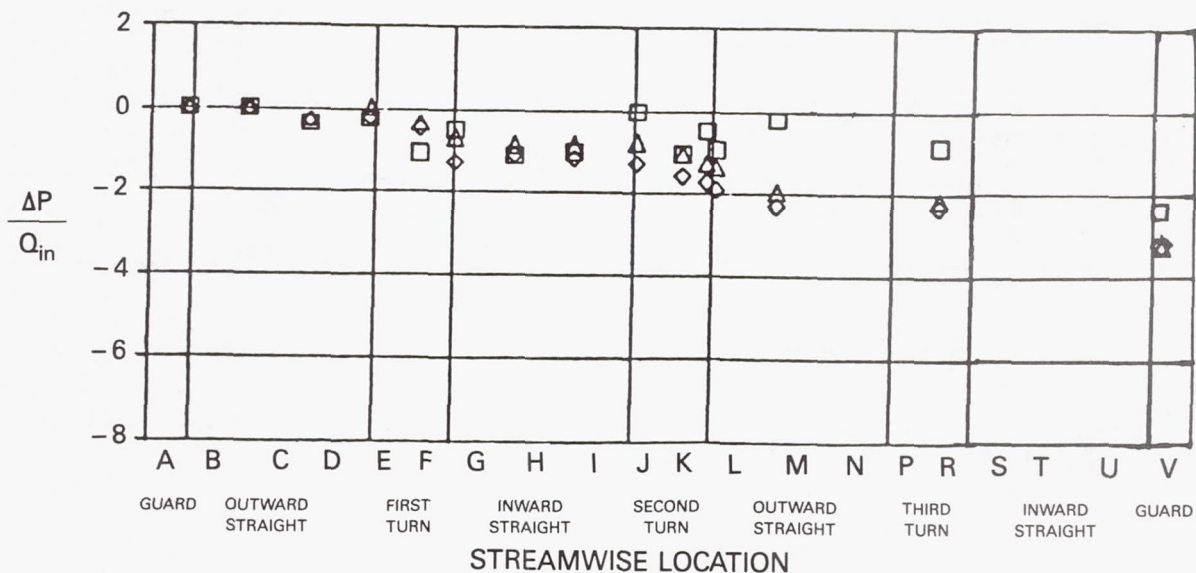 2
0
−2
−4
−6
−8
ΔP
Qin
A B C D E F G H I J K L M N P R S T U V
GUARD OUTWARD STRAIGHT FIRST TURN INWARD STRAIGHT SECOND TURN OUTWARD STRAIGHT THIRD TURN INWARD STRAIGHT GUARD
STREAMWISE LOCATION